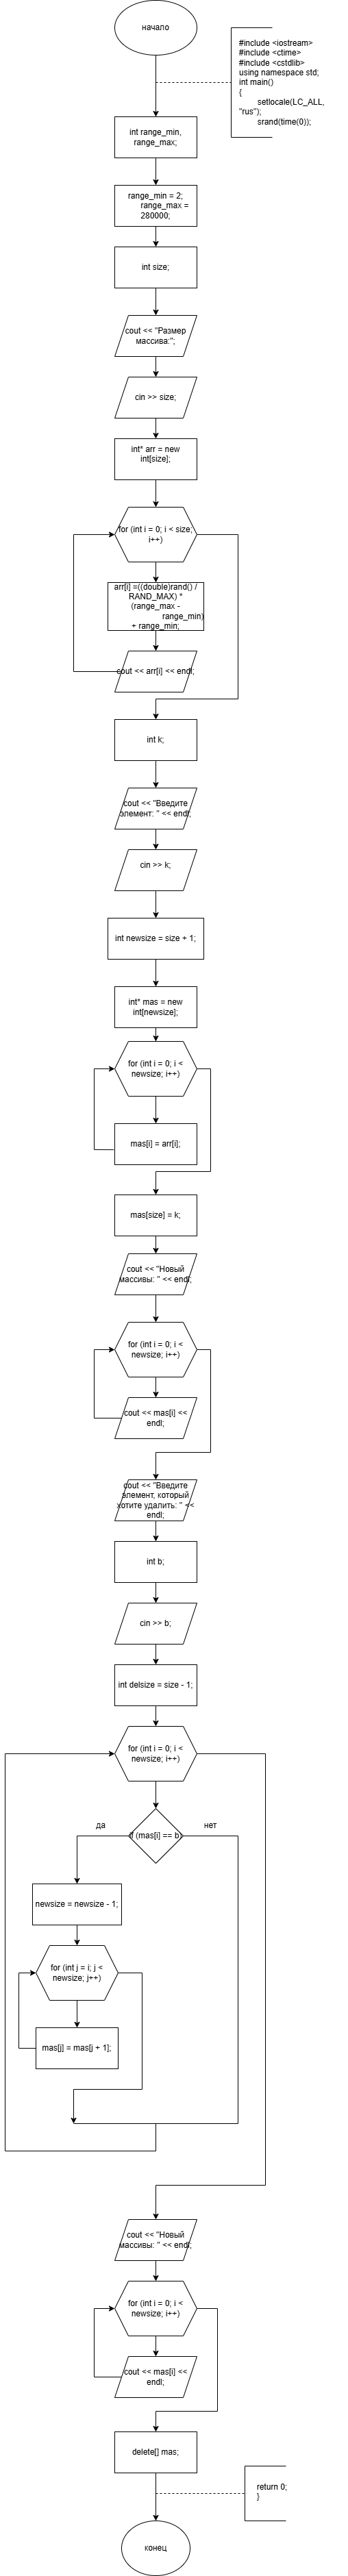 начало
#include <iostream>
#include <ctime>
#include <cstdlib>
using namespace std;
int main()
{
setlocale(LC_ALL,
"rus");
srand(time(0));
int range_min,
range_max;
range_min = 2;
range_max =
280000;
int size;
cout << "Размер
массива:";
cin >> size;
int* arr = new
int[size];
for (int i = 0; i < size;
i++)
arr[i] =((double)rand() /
RAND_MAX) *
(range_max -
range_min)
+ range_min;
cout << arr[i] << endl;
int k;
cout << "Введите
элемент: " << endl;
cin >> k;
int newsize = size + 1;
int* mas = new
int[newsize];
for (int i = 0; i <
newsize; i++)
mas[i] = arr[i];
mas[size] = k;
cout << "Новый
массивы: " << endl;
for (int i = 0; i <
newsize; i++)
cout << mas[i] <<
endl;
cout << "Введите
элемент, который
хотите удалить: " <<
endl;
int b;
cin >> b;
int delsize = size - 1;
for (int i = 0; i <
newsize; i++)
да
нет
if (mas[i] == b)
newsize = newsize - 1;
for (int j = i; j <
newsize; j++)
mas[j] = mas[j + 1];
cout << "Новый
массивы: " << endl;
for (int i = 0; i <
newsize; i++)
cout << mas[i] <<
endl;
delete[] mas;
return 0;
}
конец